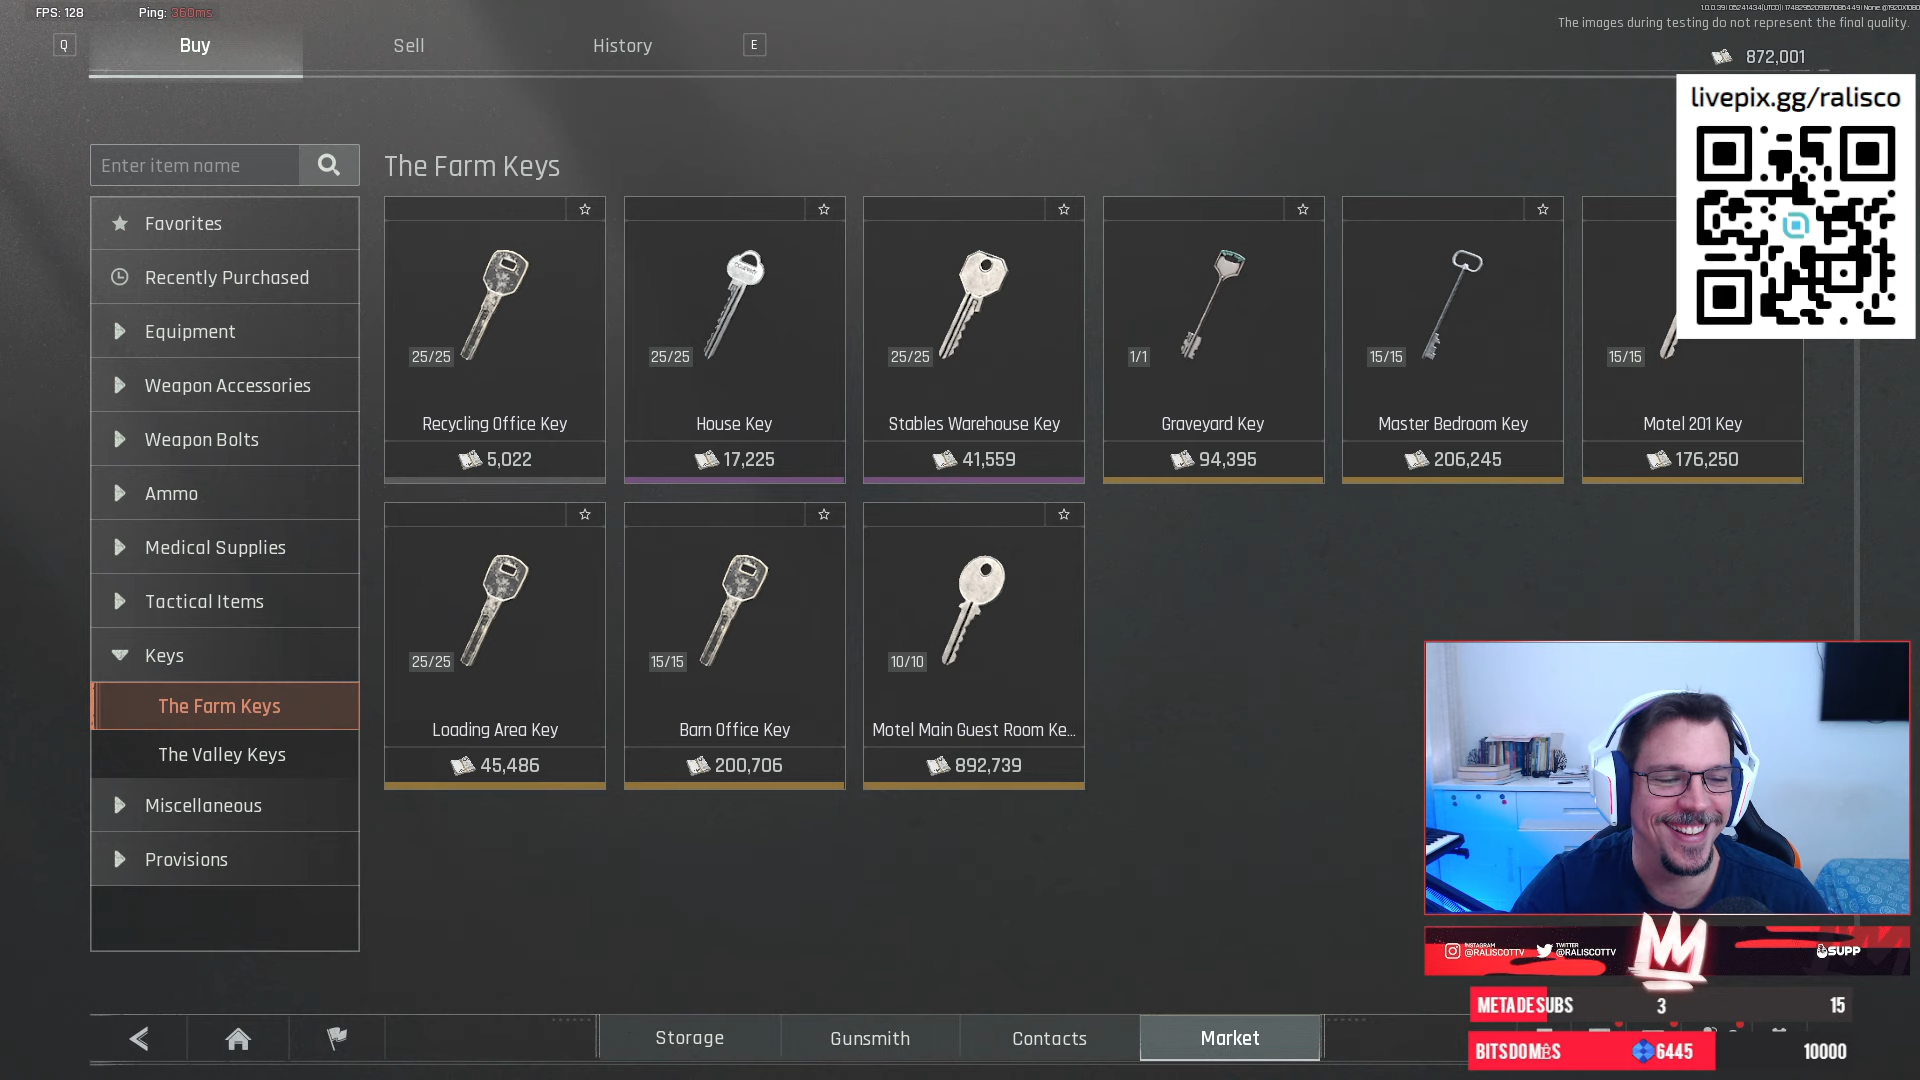 FPS: 128 Ping: 360ms
The images during testing do not represent the final quality.
Q Buy Sell History E
872,001
livepix.gg/ralisco
Enter item name
The Farm Keys
Favorites
Recently Purchased
Equipment
Weapon Accessories
Weapon Bolts
Ammo
Medical Supplies
Tactical Items
Keys
The Farm Keys
The Valley Keys
Miscellaneous
Provisions
25/25
Recycling Office Key
5,022
25/25
House Key
17,225
25/25
Stables Warehouse Key
41,559
1/1
Graveyard Key
94,395
15/15
Master Bedroom Key
206,245
15/15
Motel 201 Key
176,250
25/25
Loading Area Key
45,486
15/15
Barn Office Key
200,706
10/10
Motel Main Guest Room Ke...
892,739
INSTAGRAM
@RALISCOTTV
TWITTER
@RALISCOTTV
SUPP
META DE SUBS 3 15
BITS DO MÊS 6445 10000
Storage Gunsmith Contacts Market